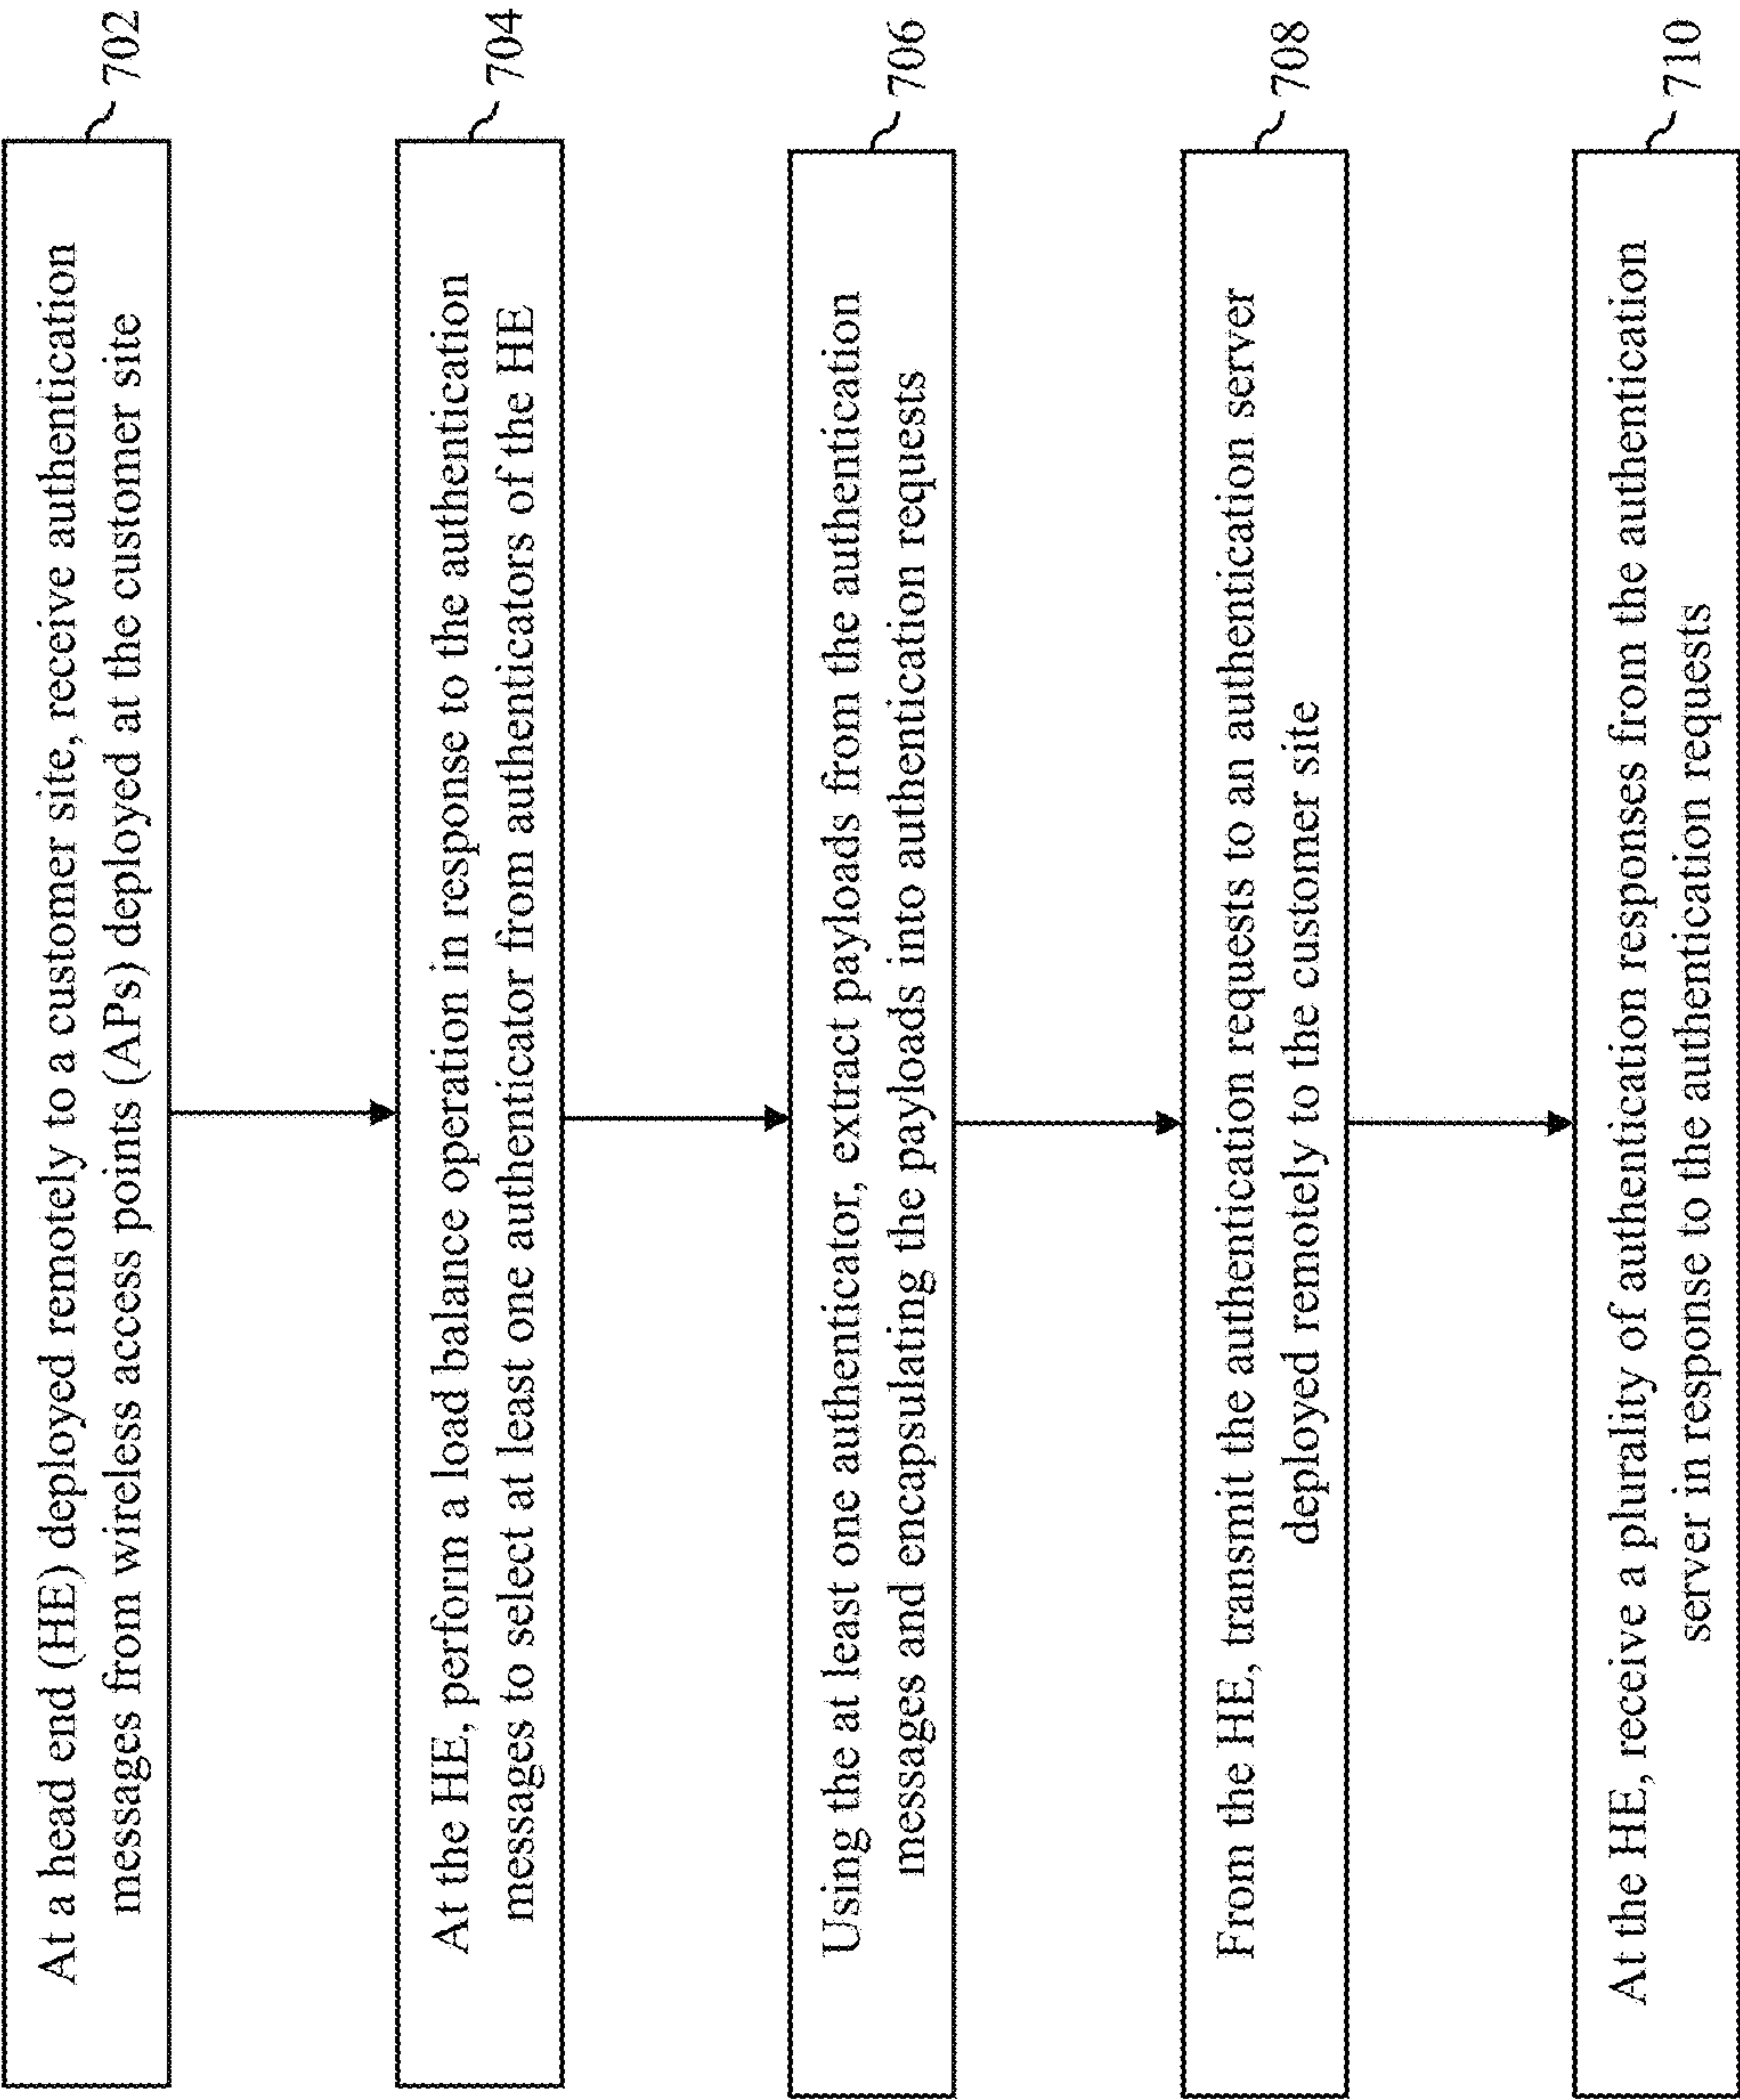 At a head end (HE) deployed remotely to a customer site, receive authentication
messages from wireless access points (APs) deployed at the customer site
702
At the HE, perform a load balance operation in response to the authentication
messages to select at least one authenticator from authenticators of the HE
704
Using the at least one authenticator, extract payloads from the authentication
messages and encapsulating the payloads into authentication requests
706
From the HE, transmit the authentication requests to an authentication server
deployed remotely to the customer site
708
At the HE, receive a plurality of authentication responses from the authentication
server in response to the authentication requests
710